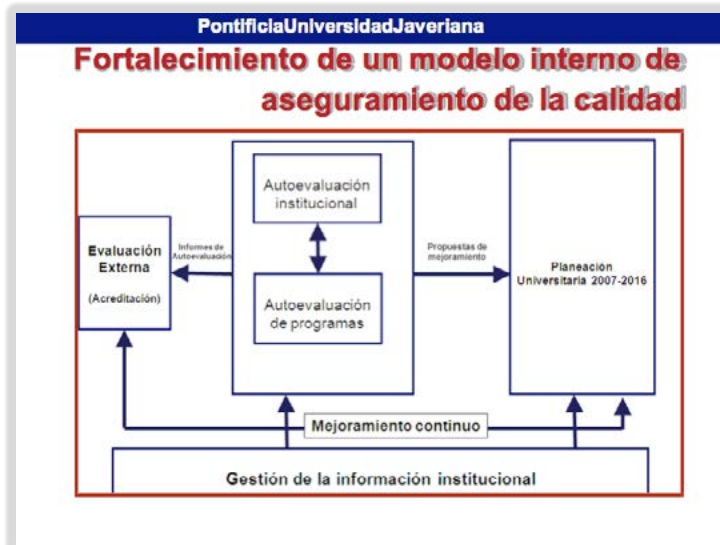 PontificiaUniversidadJaveriana
Fortalecimiento de un modelo interno de
aseguramiento de la calidad
Autoevaluación
institucional
Evaluación
Externa
(Acreditación)
Informes de
Autoevaluación
Propuestas de
mejoramiento
Planeación
Universitaria 2007-2016
Autoevaluación
de programas
Mejoramiento continuo
Gestión de la información institucional